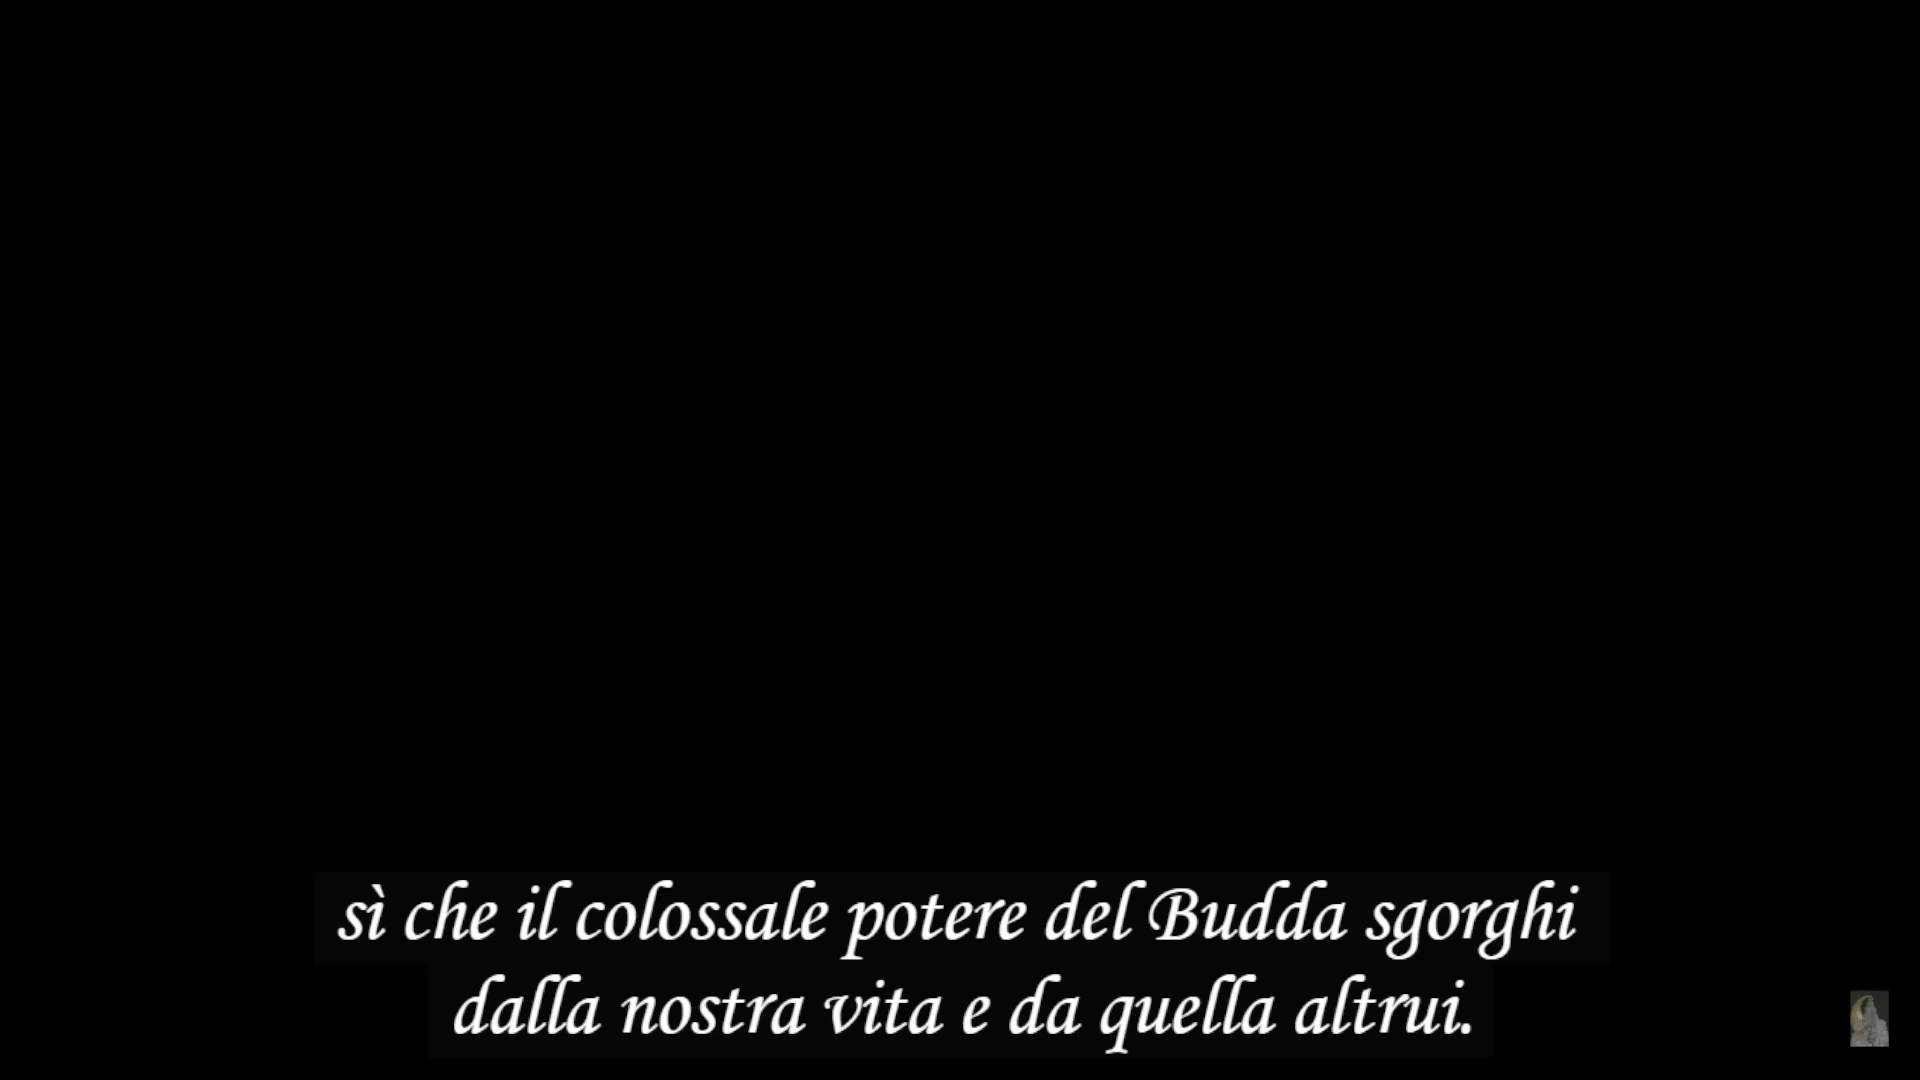 sì che il colossale potere del Budda sgorghi
dalla nostra vita e da quella altrui.